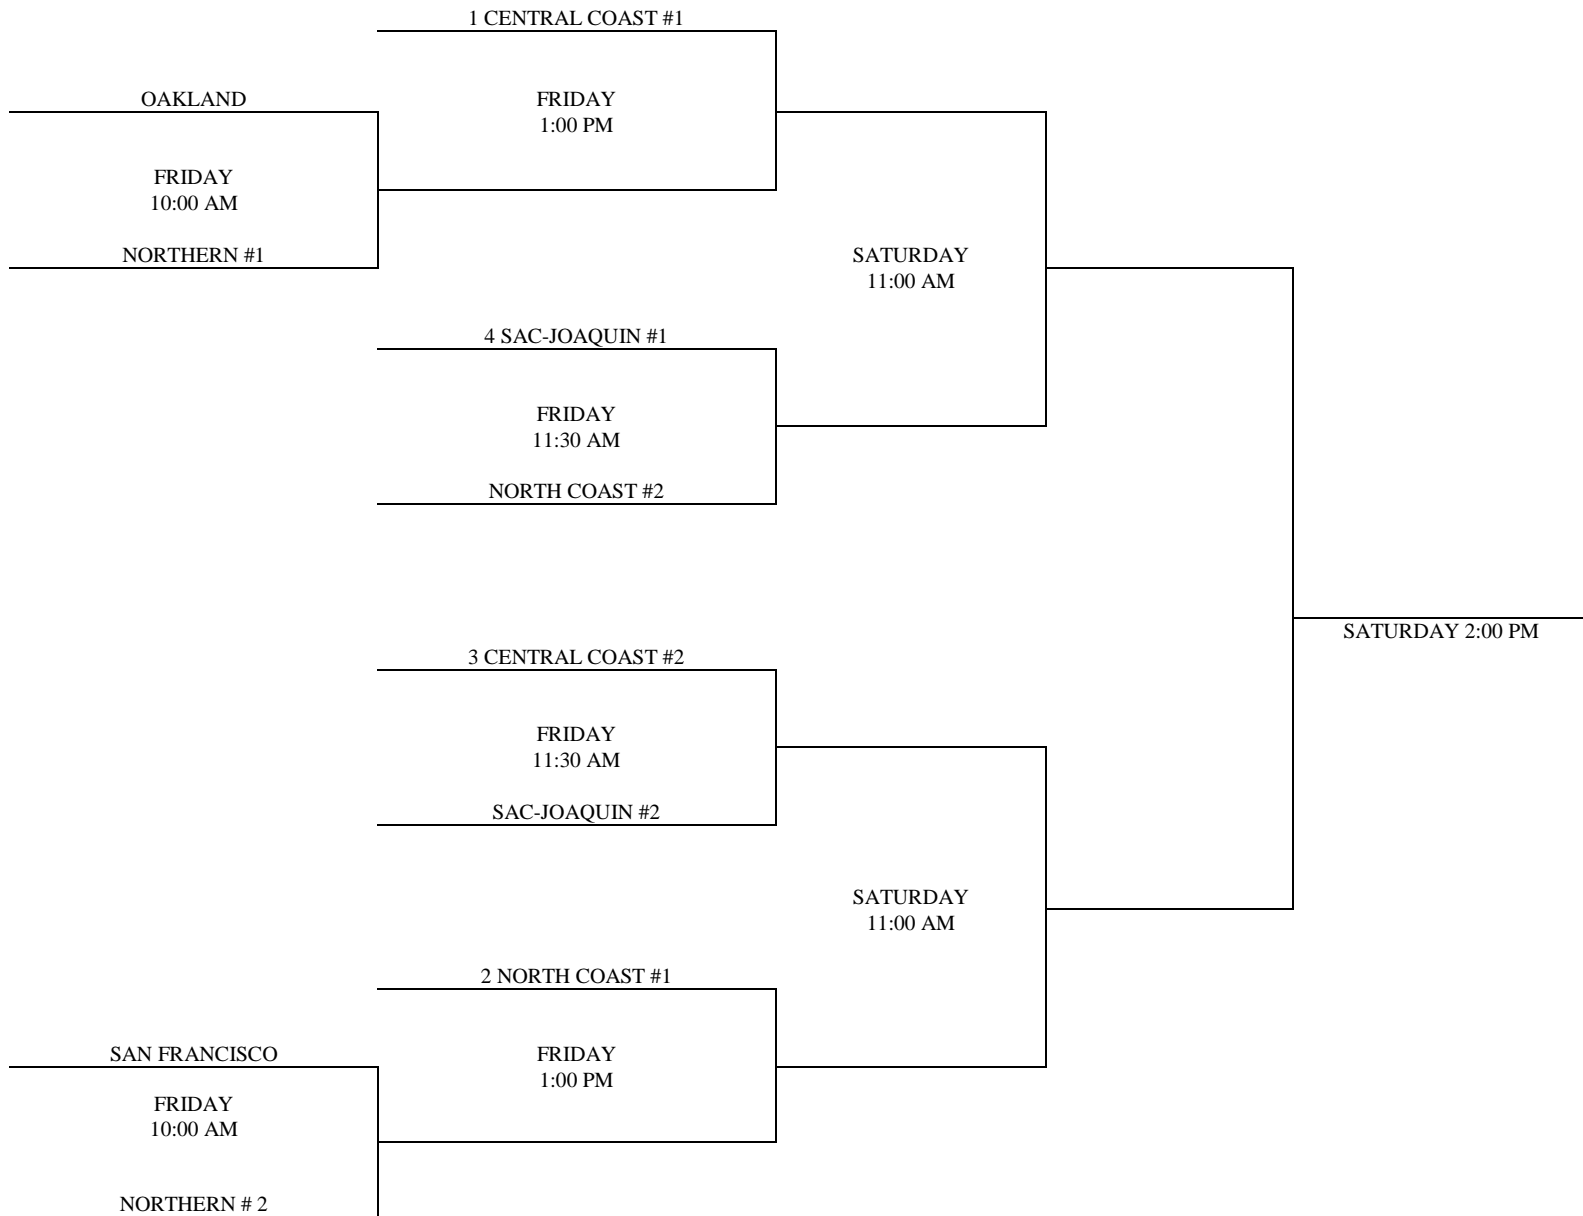 1 CENTRAL COAST #1
OAKLAND
FRIDAY
1:00 PM
FRIDAY
10:00 AM
NORTHERN #1
SATURDAY
11:00 AM
4 SAC-JOAQUIN #1
FRIDAY
11:30 AM
NORTH COAST #2
SATURDAY 2:00 PM
3 CENTRAL COAST #2
FRIDAY
11:30 AM
SAC-JOAQUIN #2
SATURDAY
11:00 AM
2 NORTH COAST #1
SAN FRANCISCO
FRIDAY
1:00 PM
FRIDAY
10:00 AM
NORTHERN # 2